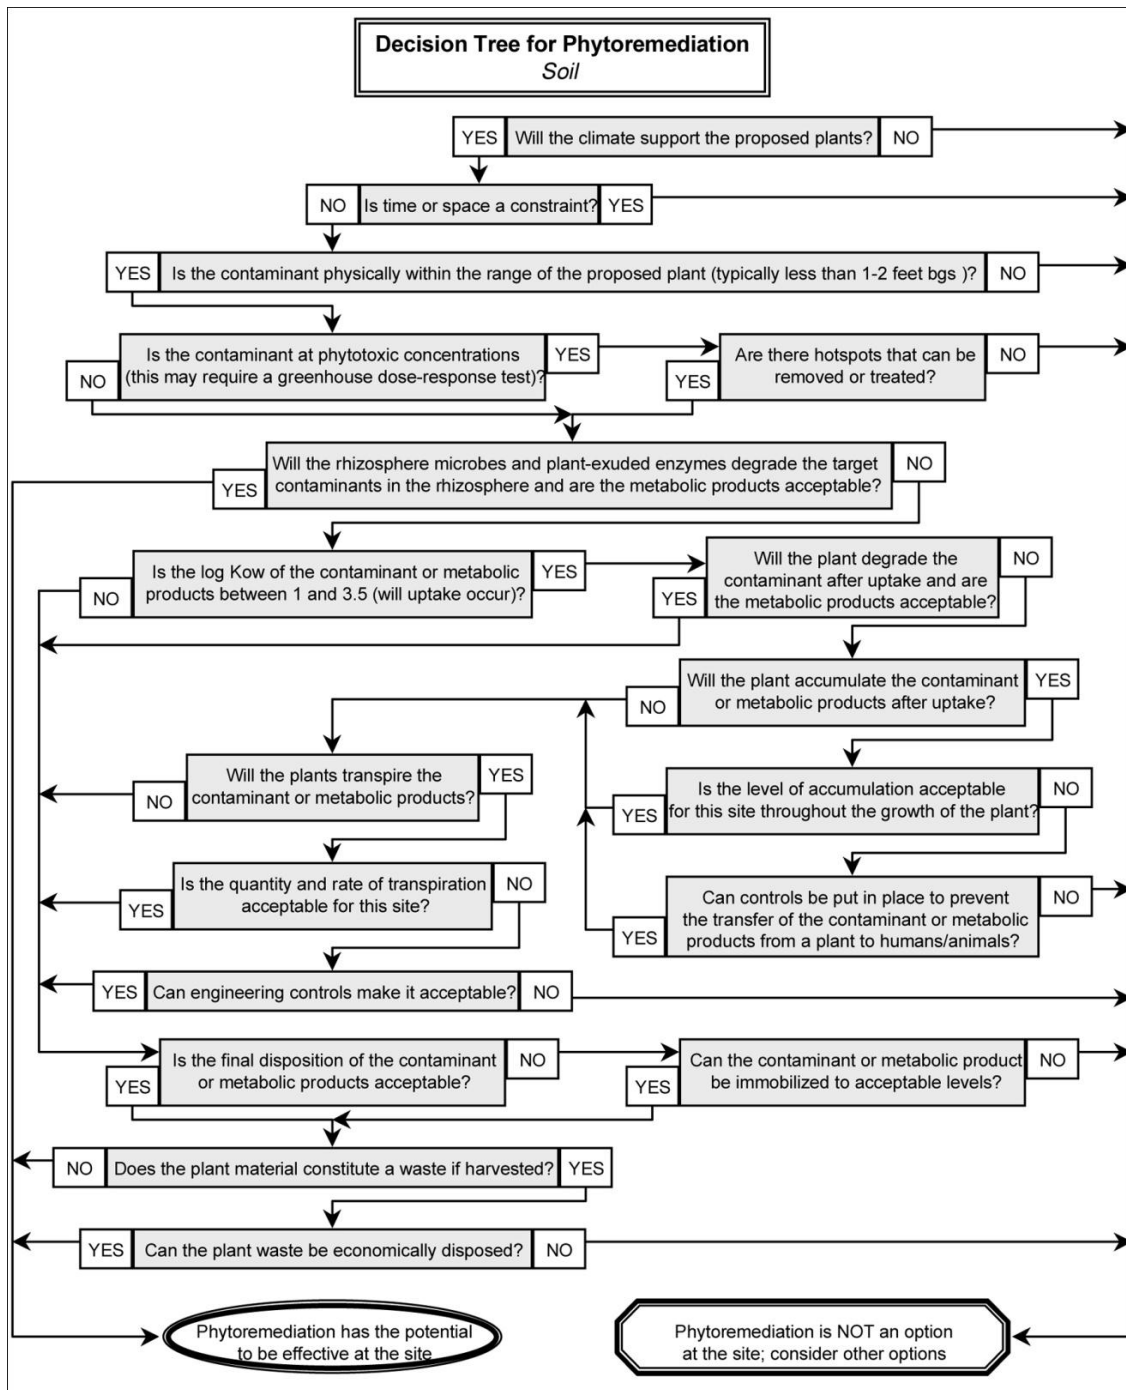 Decision Tree for Phytoremediation
Soil
YES
Will the climate support the proposed plants?
NO
NO
Is time or space a constraint?
YES
YES
Is the contaminant physically within the range of the proposed plant (typically less than 1-2 feet bgs )?
NO
Is the contaminant at phytotoxic concentrations
(this may require a greenhouse dose-response test)?
YES
NO
Are there hotspots that can be
removed or treated?
NO
YES
Will the rhizosphere microbes and plant-exuded enzymes degrade the target
contaminants in the rhizosphere and are the metabolic products acceptable?
NO
YES
Is the log Kow of the contaminant or metabolic
products between 1 and 3.5 (will uptake occur)?
YES
NO
Will the plant degrade the
contaminant after uptake and are
the metabolic products acceptable?
NO
YES
Will the plant accumulate the contaminant
or metabolic products after uptake?
YES
NO
Will the plants transpire the
contaminant or metabolic products?
YES
NO
Is the level of accumulation acceptable
for this site throughout the growth of the plant?
NO
YES
Is the quantity and rate of transpiration
acceptable for this site?
NO
YES
Can controls be put in place to prevent
the transfer of the contaminant or metabolic
products from a plant to humans/animals?
NO
YES
YES
Can engineering controls make it acceptable?
NO
Is the final disposition of the contaminant
or metabolic products acceptable?
NO
YES
Can the contaminant or metabolic product
be immobilized to acceptable levels?
NO
YES
NO
Does the plant material constitute a waste if harvested?
YES
YES
Can the plant waste be economically disposed?
NO
Phytoremediation has the potential
to be effective at the site
Phytoremediation is NOT an option
at the site; consider other options